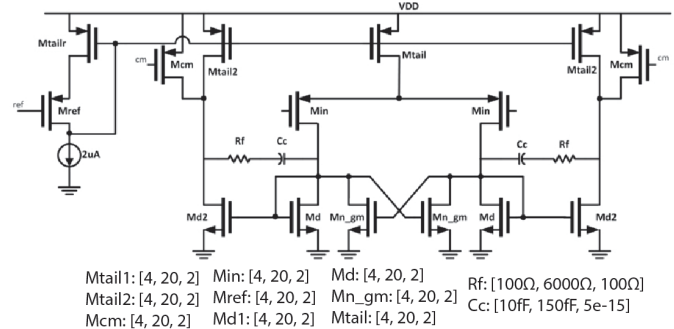 VDD
Mtailr
cm
Mcm
Mtail2
Mtail
Mtail2
Mcm
cm
ref
Mref
Min
Min
2uA
Rf
Cc
Cc
Rf
Md2
Md
Mn_gm
Mn_gm
Md
Md2
Mtail1: [4, 20, 2] Min: [4, 20, 2] Md: [4, 20, 2] Rf: [100Ω, 6000Ω, 100Ω]
Mtail2: [4, 20, 2] Mref: [4, 20, 2] Mn_gm: [4, 20, 2] Cc: [10fF, 150fF, 5e-15]
Mcm: [4, 20, 2] Md1: [4, 20, 2] Mtail: [4, 20, 2]